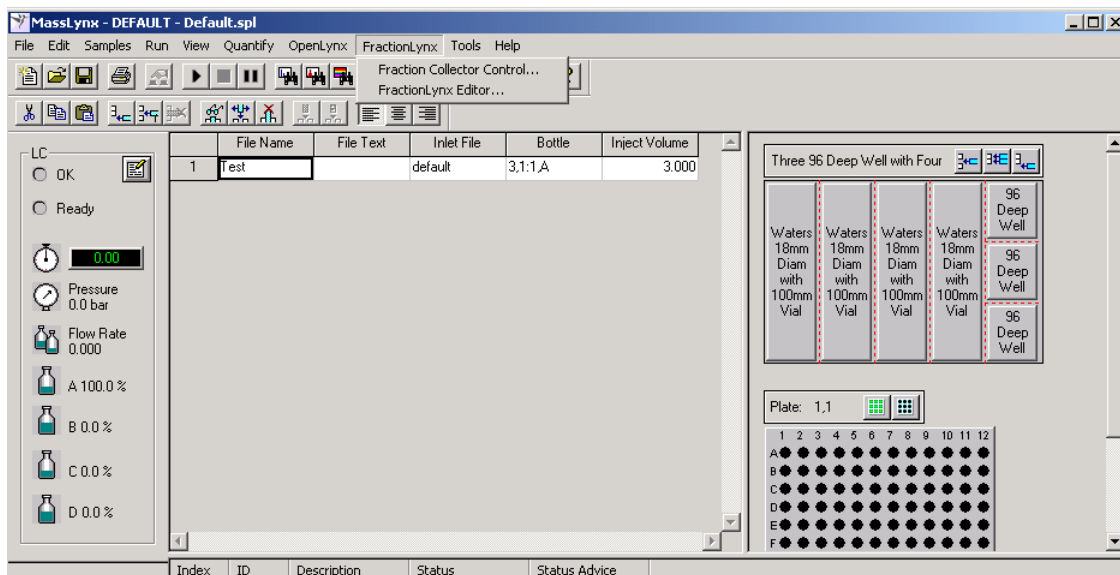 MassLynx - DEFAULT - Default.spl
File Edit Samples Run View Quantify OpenLynx FractionLynx Tools Help
Fraction Collector Control...
FractionLynx Editor...
LC
OK
Ready
0.00
Pressure
0.0 bar
Flow Rate
0.000
A 100.0 %
B 0.0 %
C 0.0 %
D 0.0 %
File Name File Text Inlet File Bottle Inject Volume
1 Test default 3,1:1,A 3.000
Three 96 Deep Well with Four
Waters
18mm
Diam
with
100mm
Vial
Waters
18mm
Diam
with
100mm
Vial
Waters
18mm
Diam
with
100mm
Vial
Waters
18mm
Diam
with
100mm
Vial
96
Deep
Well
96
Deep
Well
96
Deep
Well
Plate: 1,1
1 2 3 4 5 6 7 8 9 10 11 12
A
B
C
D
E
F
Index ID Description Status Status Advice